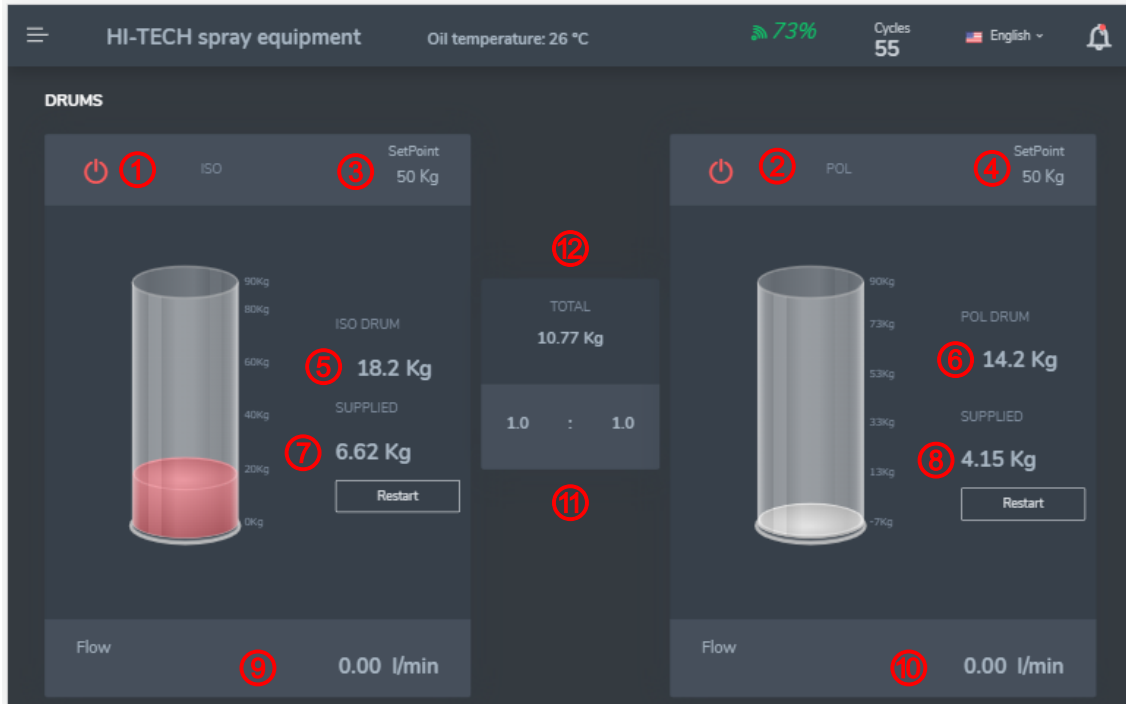 HI-TECH spray equipment
Oil temperature: 26 °C
73%
Cycles
55
English
DRUMS
① ISO ③ SetPoint
50 Kg
② POL ④ SetPoint
50 Kg
90Kg
80Kg
60Kg
40Kg
20Kg
0Kg
ISO DRUM
⑤ 18.2 Kg
SUPPLIED
⑦ 6.62 Kg
Restart
⑫
TOTAL
10.77 Kg
1.0 : 1.0
⑪
90Kg
73Kg
53Kg
33Kg
13Kg
-7Kg
POL DRUM
⑥ 14.2 Kg
SUPPLIED
⑧ 4.15 Kg
Restart
Flow
⑨ 0.00 l/min
Flow
⑩ 0.00 l/min